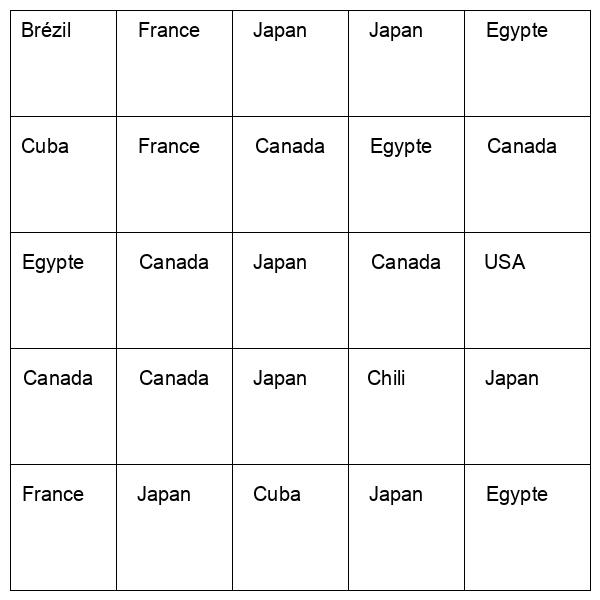 Brézil France Japan Japan Egypte
Cuba France Canada Egypte Canada
Egypte Canada Japan Canada USA
Canada Canada Japan Chili Japan
France Japan Cuba Japan Egypte